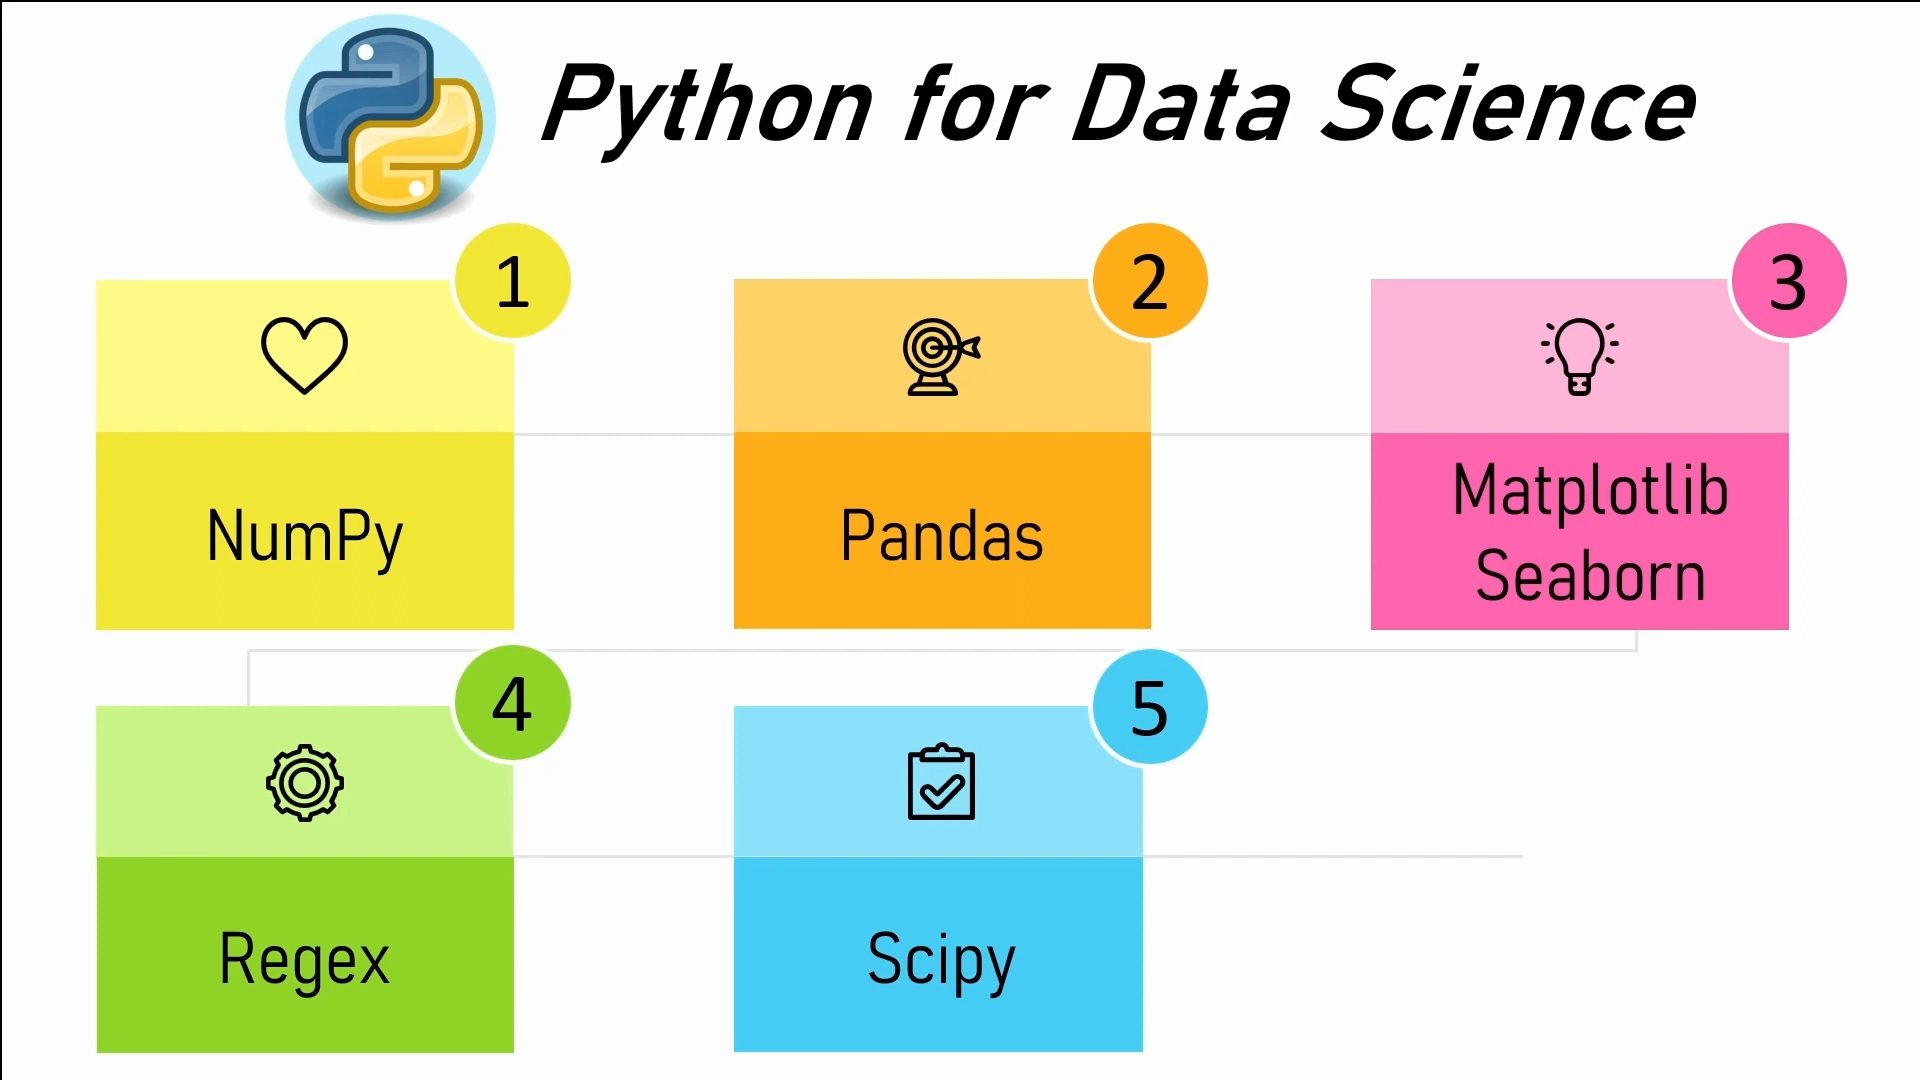 Python for Data Science
1
2
3
NumPy
Pandas
Matplotlib
Seaborn
4
5
Regex
Scipy